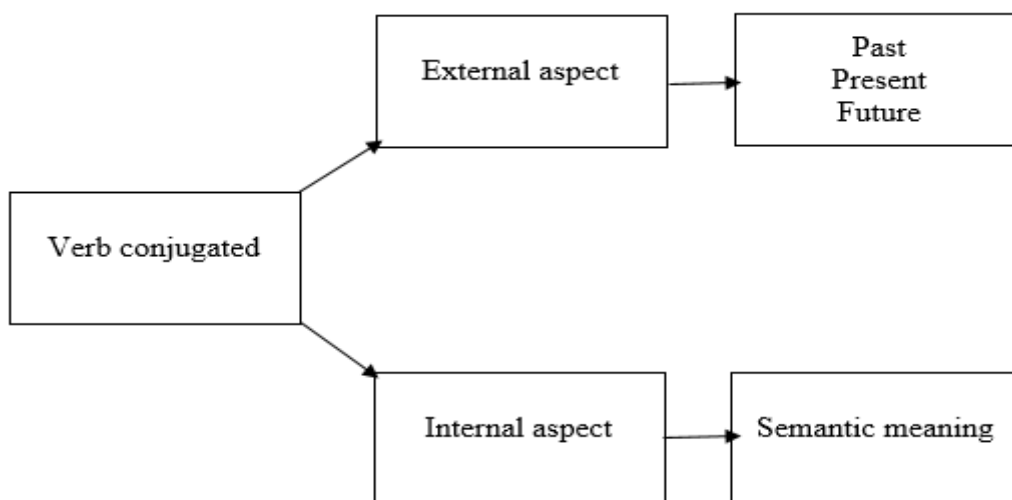 External aspect
Past
Present
Future
Verb conjugated
Internal aspect
Semantic meaning